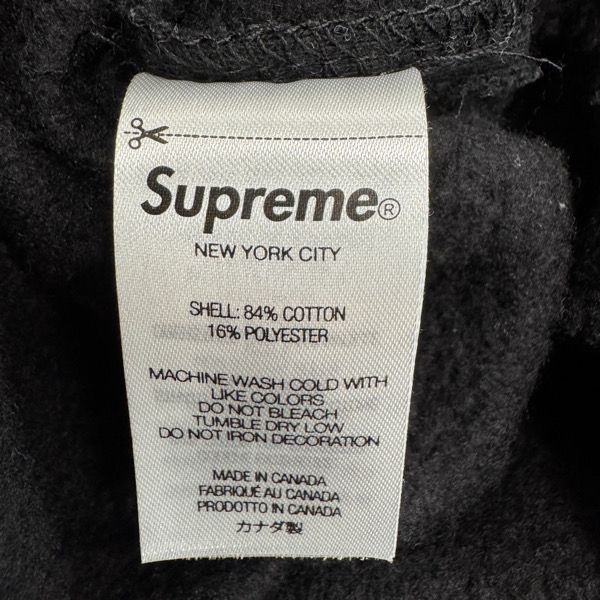 Supreme®
NEW YORK CITY
SHELL: 84% COTTON
16% POLYESTER
MACHINE WASH COLD WITH
LIKE COLORS
DO NOT BLEACH
TUMBLE DRY LOW
DO NOT IRON DECORATION
MADE IN CANADA
FABRIQUÉ AU CANADA
PRODOTTO IN CANADA
カナダ製